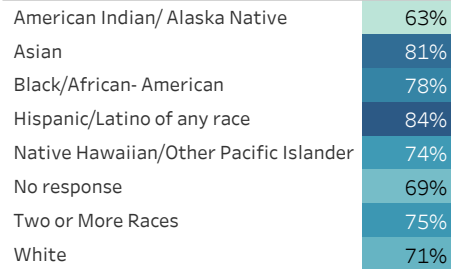 American Indian/ Alaska Native 63%
Asian 81%
Black/African- American 78%
Hispanic/Latino of any race 84%
Native Hawaiian/Other Pacific Islander 74%
No response 69%
Two or More Races 75%
White 71%